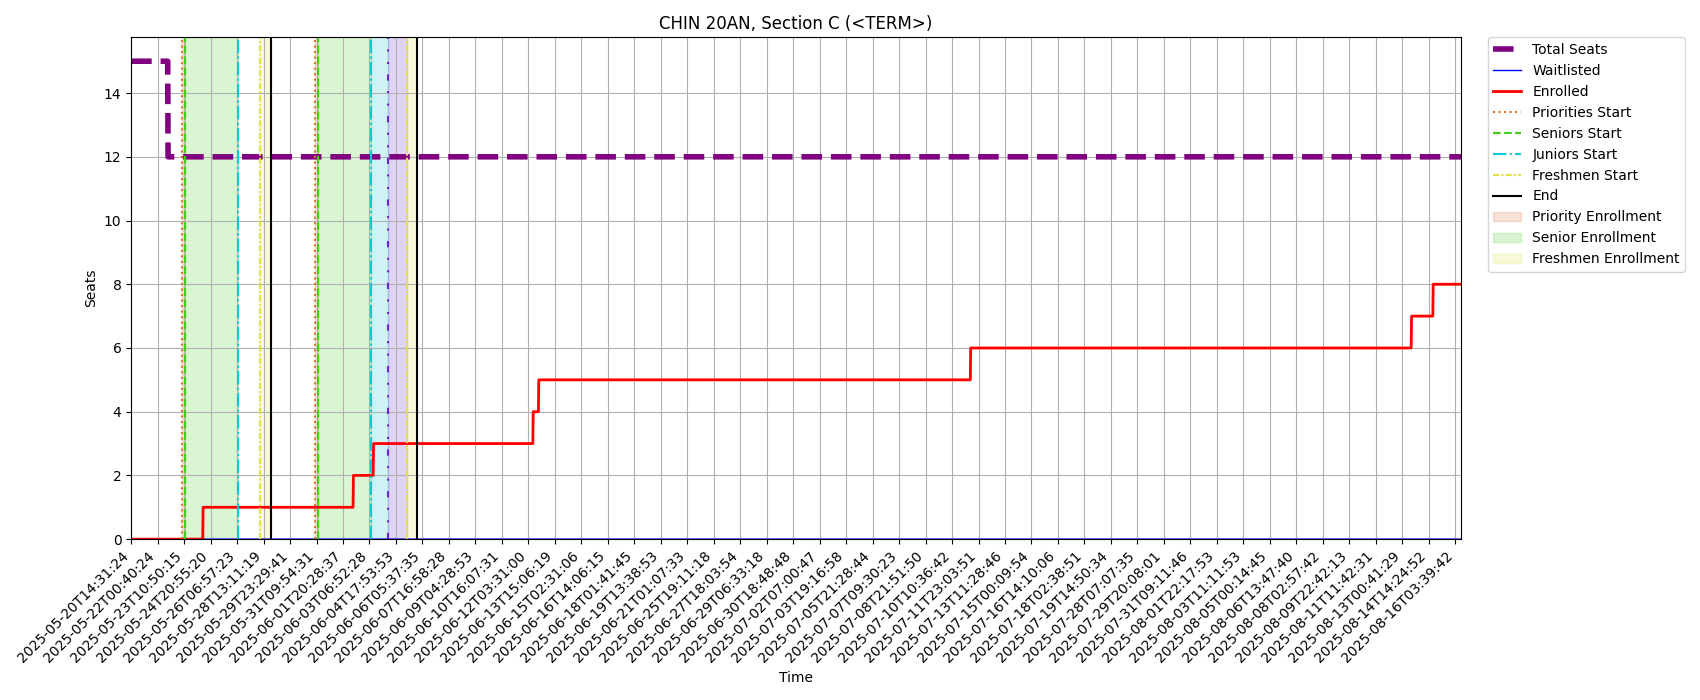 CHIN 20AN, Section C (<TERM>)
Total Seats
Waitlisted
Enrolled
Priorities Start
Seniors Start
Juniors Start
Freshmen Start
End
Priority Enrollment
Senior Enrollment
Freshmen Enrollment
Seats
14
12
10
8
6
4
2
0
2025-05-20T14:31:24
2025-05-22T00:40:24
2025-05-23T10:50:15
2025-05-24T20:55:20
2025-05-26T06:57:23
2025-05-28T13:11:19
2025-05-29T23:29:41
2025-05-31T09:54:31
2025-06-01T20:28:37
2025-06-03T06:52:28
2025-06-04T17:53:53
2025-06-06T05:37:35
2025-06-07T16:58:28
2025-06-09T04:28:53
2025-06-10T16:07:31
2025-06-12T03:31:00
2025-06-13T15:06:19
2025-06-15T02:31:06
2025-06-16T14:06:15
2025-06-18T01:41:45
2025-06-19T13:38:53
2025-06-21T01:07:33
2025-06-25T19:11:18
2025-06-27T18:03:54
2025-06-29T06:33:18
2025-06-30T18:48:48
2025-07-02T07:00:47
2025-07-03T19:16:58
2025-07-05T21:28:44
2025-07-07T09:30:23
2025-07-08T21:51:50
2025-07-10T10:36:42
2025-07-11T23:03:51
2025-07-13T11:28:46
2025-07-15T00:09:54
2025-07-16T14:10:06
2025-07-18T02:38:51
2025-07-19T14:50:34
2025-07-28T07:07:35
2025-07-29T20:08:01
2025-07-31T09:11:46
2025-08-01T22:17:53
2025-08-03T11:11:53
2025-08-05T00:14:45
2025-08-06T13:47:40
2025-08-08T02:57:42
2025-08-09T22:42:13
2025-08-11T11:42:31
2025-08-13T00:41:29
2025-08-14T14:24:52
2025-08-16T03:39:42
Time